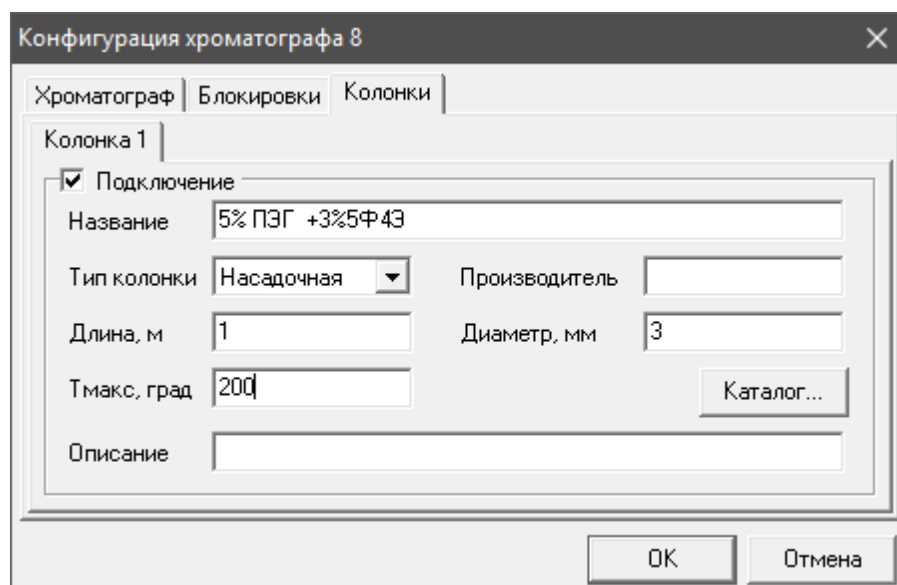 Конфигурация хроматографа 8
Хроматограф Блокировки Колонки
Колонка 1
Подключение
Название 5% ПЭГ +3%5Ф4Э
Тип колонки Насадочная Производитель
Длина, м 1 Диаметр, мм 3
Тмакс, град 200 Каталог...
Описание
OK Отмена